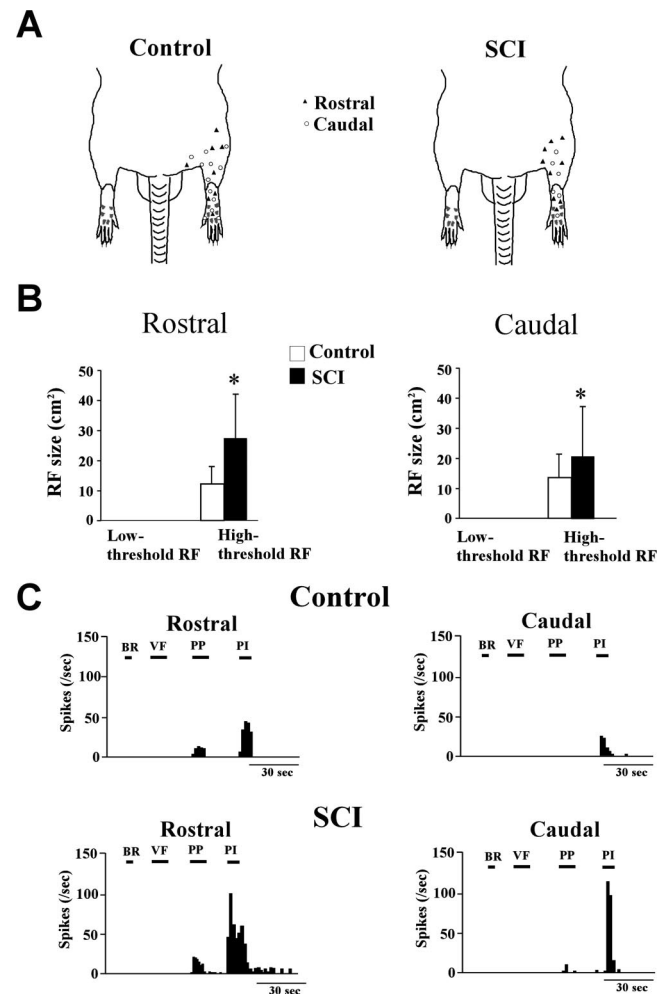 A
Control
SCI
▲ Rostral
○ Caudal
B
Rostral
Caudal
Control
SCI
RF size (cm²)
50
40
30
20
10
0
*
Low-
threshold RF
High-
threshold RF
RF size (cm²)
50
40
30
20
10
0
*
Low-
threshold RF
High-
threshold RF
C
Control
Rostral
Spikes (/sec)
150
100
50
0
BR VF PP PI
30 sec
Caudal
Spikes (/sec)
150
100
50
0
BR VF PP PI
30 sec
SCI
Rostral
Spikes (/sec)
150
100
50
0
BR VF PP PI
30 sec
Caudal
Spikes (/sec)
150
100
50
0
BR VF PP PI
30 sec